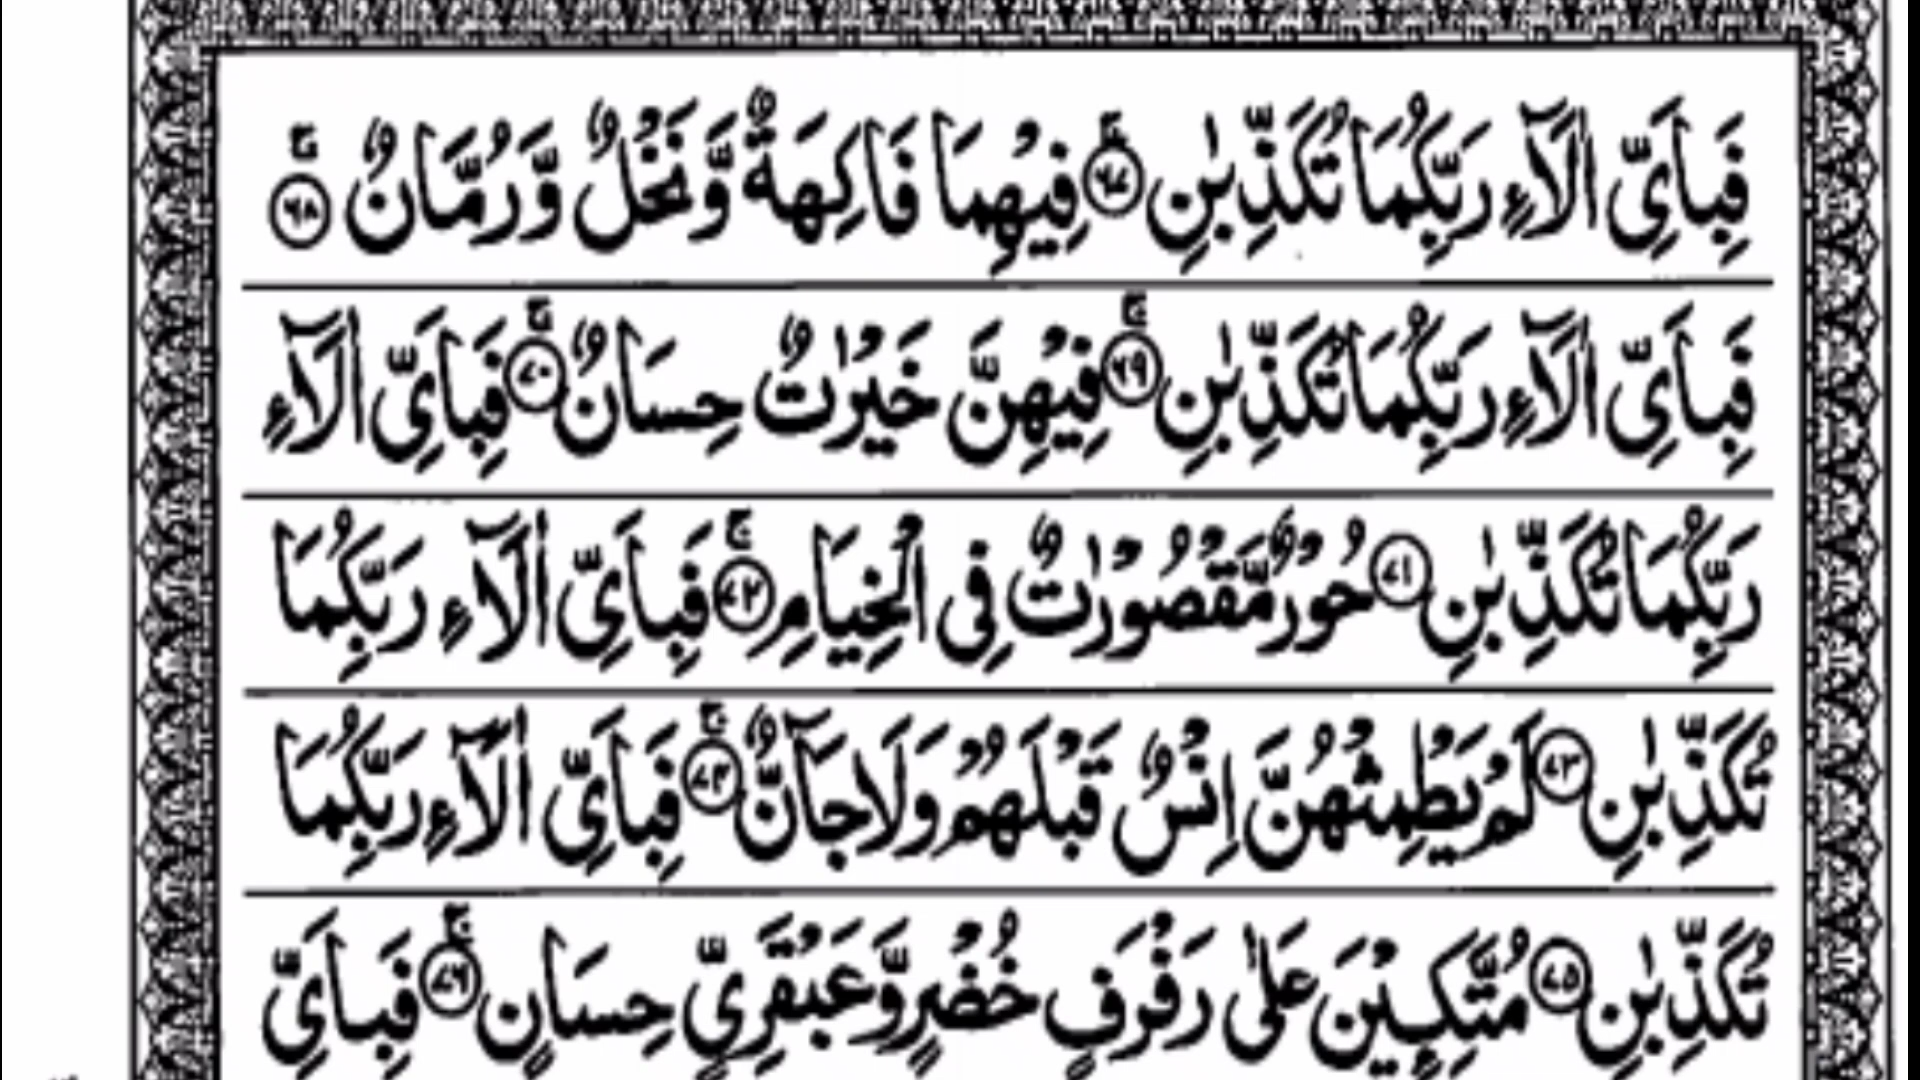 فَبِاَىِّ اٰلَآءِ رَبِّكُمَا تُكَذِّبٰنِ ۚ‏﴿۶۷﴾ فِيْهِمَا فَاكِهَةٌ وَّنَخْلٌ وَّرُمَّانٌ ۚ‏﴿۶۸﴾
فَبِاَىِّ اٰلَآءِ رَبِّكُمَا تُكَذِّبٰنِ ۚ‏﴿۶۹﴾ فِيْهِنَّ خَيْرٰتٌ حِسَانٌ ۚ‏﴿۷۰﴾ فَبِاَىِّ اٰلَآءِ
رَبِّكُمَا تُكَذِّبٰنِ ﴿۷۱﴾ حُوْرٌ مَّقْصُوْرٰتٌ فِى الْخِيَامِ ۚ‏﴿۷۲﴾ فَبِاَىِّ اٰلَآءِ رَبِّكُمَا
تُكَذِّبٰنِ ﴿۷۳﴾ لَمْ يَطْمِثْهُنَّ اِنْسٌ قَبْلَهُمْ وَلَا جَآنٌّ ۚ‏﴿۷۴﴾ فَبِاَىِّ اٰلَآءِ رَبِّكُمَا
تُكَذِّبٰنِ ﴿۷۵﴾ مُتَّكِـِٕيْنَ عَلٰى رَفْرَفٍ خُضْرٍ وَّعَبْقَرِىٍّ حِسَانٍ ۚ‏﴿۷۶﴾ فَبِاَىِّ